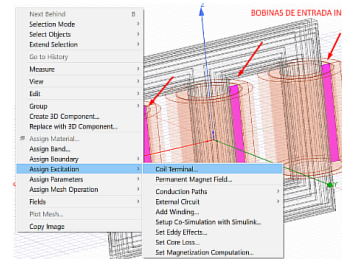 BOBINAS DE ENTRADA IN
Next Behind B
Selection Mode
Select Objects
Extend Selection
Go to History
Measure
View
Edit
Group
Create 3D Component...
Replace with 3D Component...
Assign Material...
Assign Band...
Assign Boundary
Assign Excitation
Assign Parameters
Assign Mesh Operation
Fields
Plot Mesh...
Copy Image
Coil Terminal...
Permanent Magnet Field...
Conduction Paths
External Circuit
Add Winding...
Setup Co-Simulation with Simulink...
Set Eddy Effects...
Set Core Loss...
Set Magnetization Computation...
Z
Y